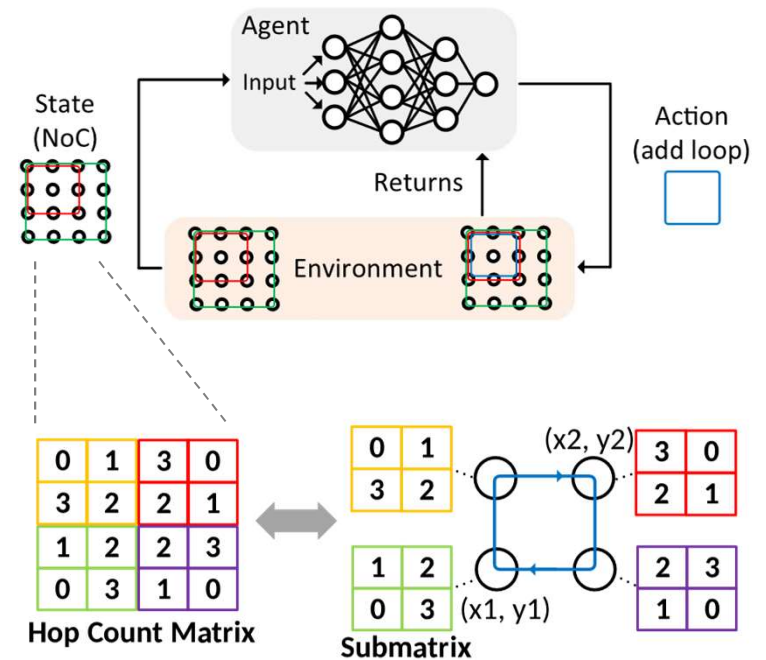 Agent
Input
State
(NoC)
Action
(add loop)
Returns
Environment
0 1 3 0
3 2 2 1
1 2 2 3
0 3 1 0
Hop Count Matrix
0 1
3 2
(x2, y2)
3 0
2 1
1 2
0 3
(x1, y1)
2 3
1 0
Submatrix